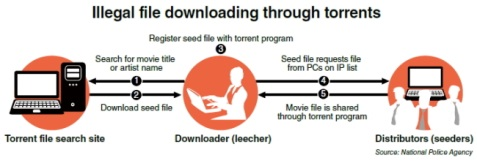 Illegal file downloading through torrents
Register seed file with torrent program
3
Search for movie title
or artist name
1
2
Download seed file
Seed file requests file
from PCs on IP list
4
5
Movie file is shared
through torrent program
Torrent file search site
Downloader (leecher)
Distributors (seeders)
Source: National Police Agency